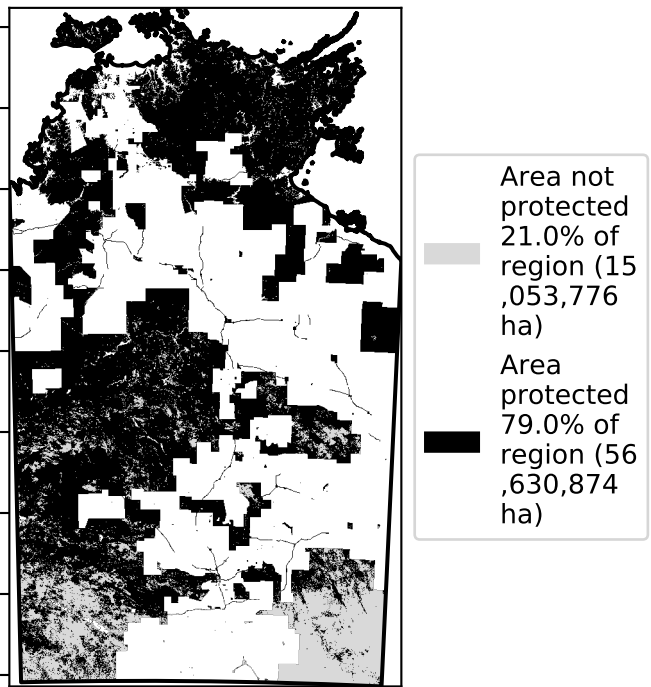 Area not
protected
21.0% of
region (15
,053,776
ha)
Area
protected
79.0% of
region (56
,630,874
ha)